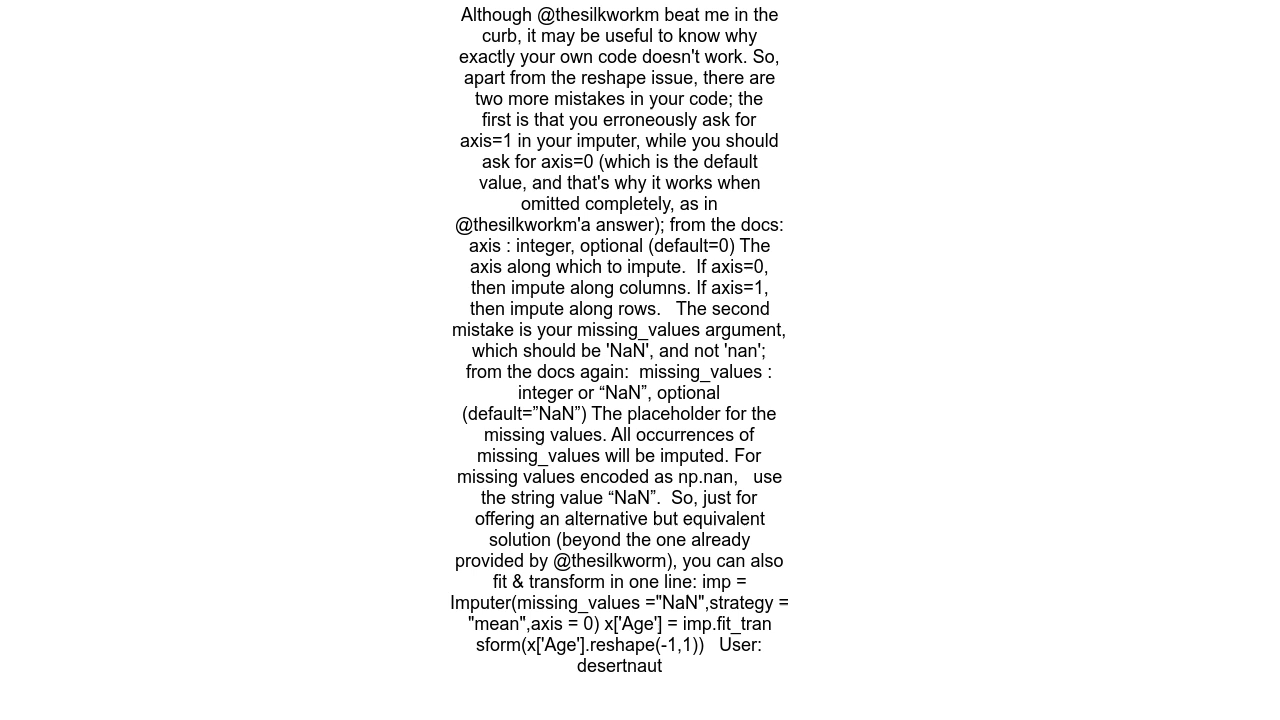 Although @thesilkworkm beat me in the
curb, it may be useful to know why
exactly your own code doesn't work. So,
apart from the reshape issue, there are
two more mistakes in your code; the
first is that you erroneously ask for
axis=1 in your imputer, while you should
ask for axis=0 (which is the default
value, and that's why it works when
omitted completely, as in
@thesilkworkm'a answer); from the docs:
axis : integer, optional (default=0) The
axis along which to impute.  If axis=0,
then impute along columns. If axis=1,
then impute along rows.   The second
mistake is your missing_values argument,
which should be 'NaN', and not 'nan';
from the docs again:  missing_values :
integer or “NaN”, optional
(default=”NaN”) The placeholder for the
missing values. All occurrences of
missing_values will be imputed. For
missing values encoded as np.nan,   use
the string value “NaN”.  So, just for
offering an alternative but equivalent
solution (beyond the one already
provided by @thesilkworm), you can also
fit & transform in one line: imp =
Imputer(missing_values ="NaN",strategy =
"mean",axis = 0) x['Age'] = imp.fit_tran
sform(x['Age'].reshape(-1,1))   User:
desertnaut